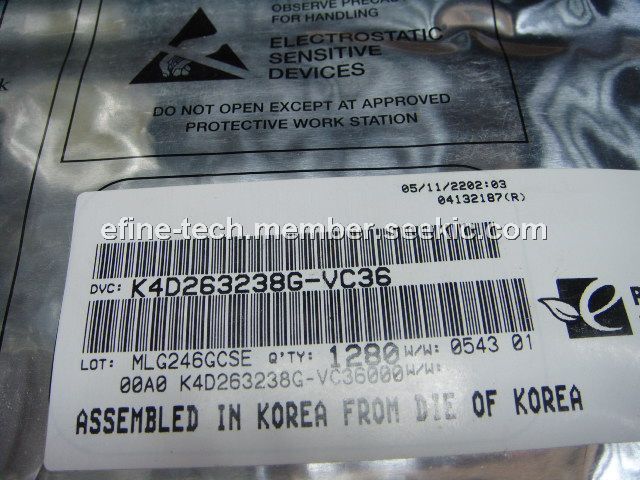 OBSERVE PRECAU
FOR HANDLING
ELECTROSTATIC
SENSITIVE
DEVICES
DO NOT OPEN EXCEPT AT APPROVED
PROTECTIVE WORK STATION
05/11/2202:03
04132187(R)
efine-tech.member.seekic.com
DVC: K4D263238G-VC36
LOT: MLG246GCSE Q'TY: 1280 W/W: 0543 01
00A0 K4D263238G-VC36000 W/W:
ASSEMBLED IN KOREA FROM DIE OF KOREA
e